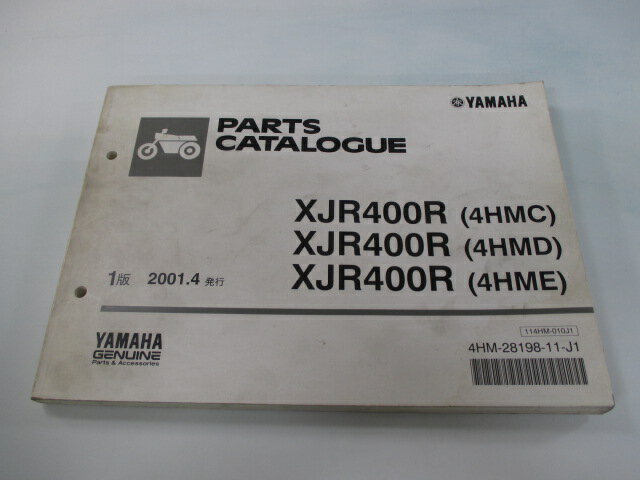 YAMAHA
PARTS
CATALOGUE
XJR400R (4HMC)
XJR400R (4HMD)
XJR400R (4HME)
1版 2001.4 発行
YAMAHA
GENUINE
Parts & Accessories
114HM-010J1
4HM-28198-11-J1